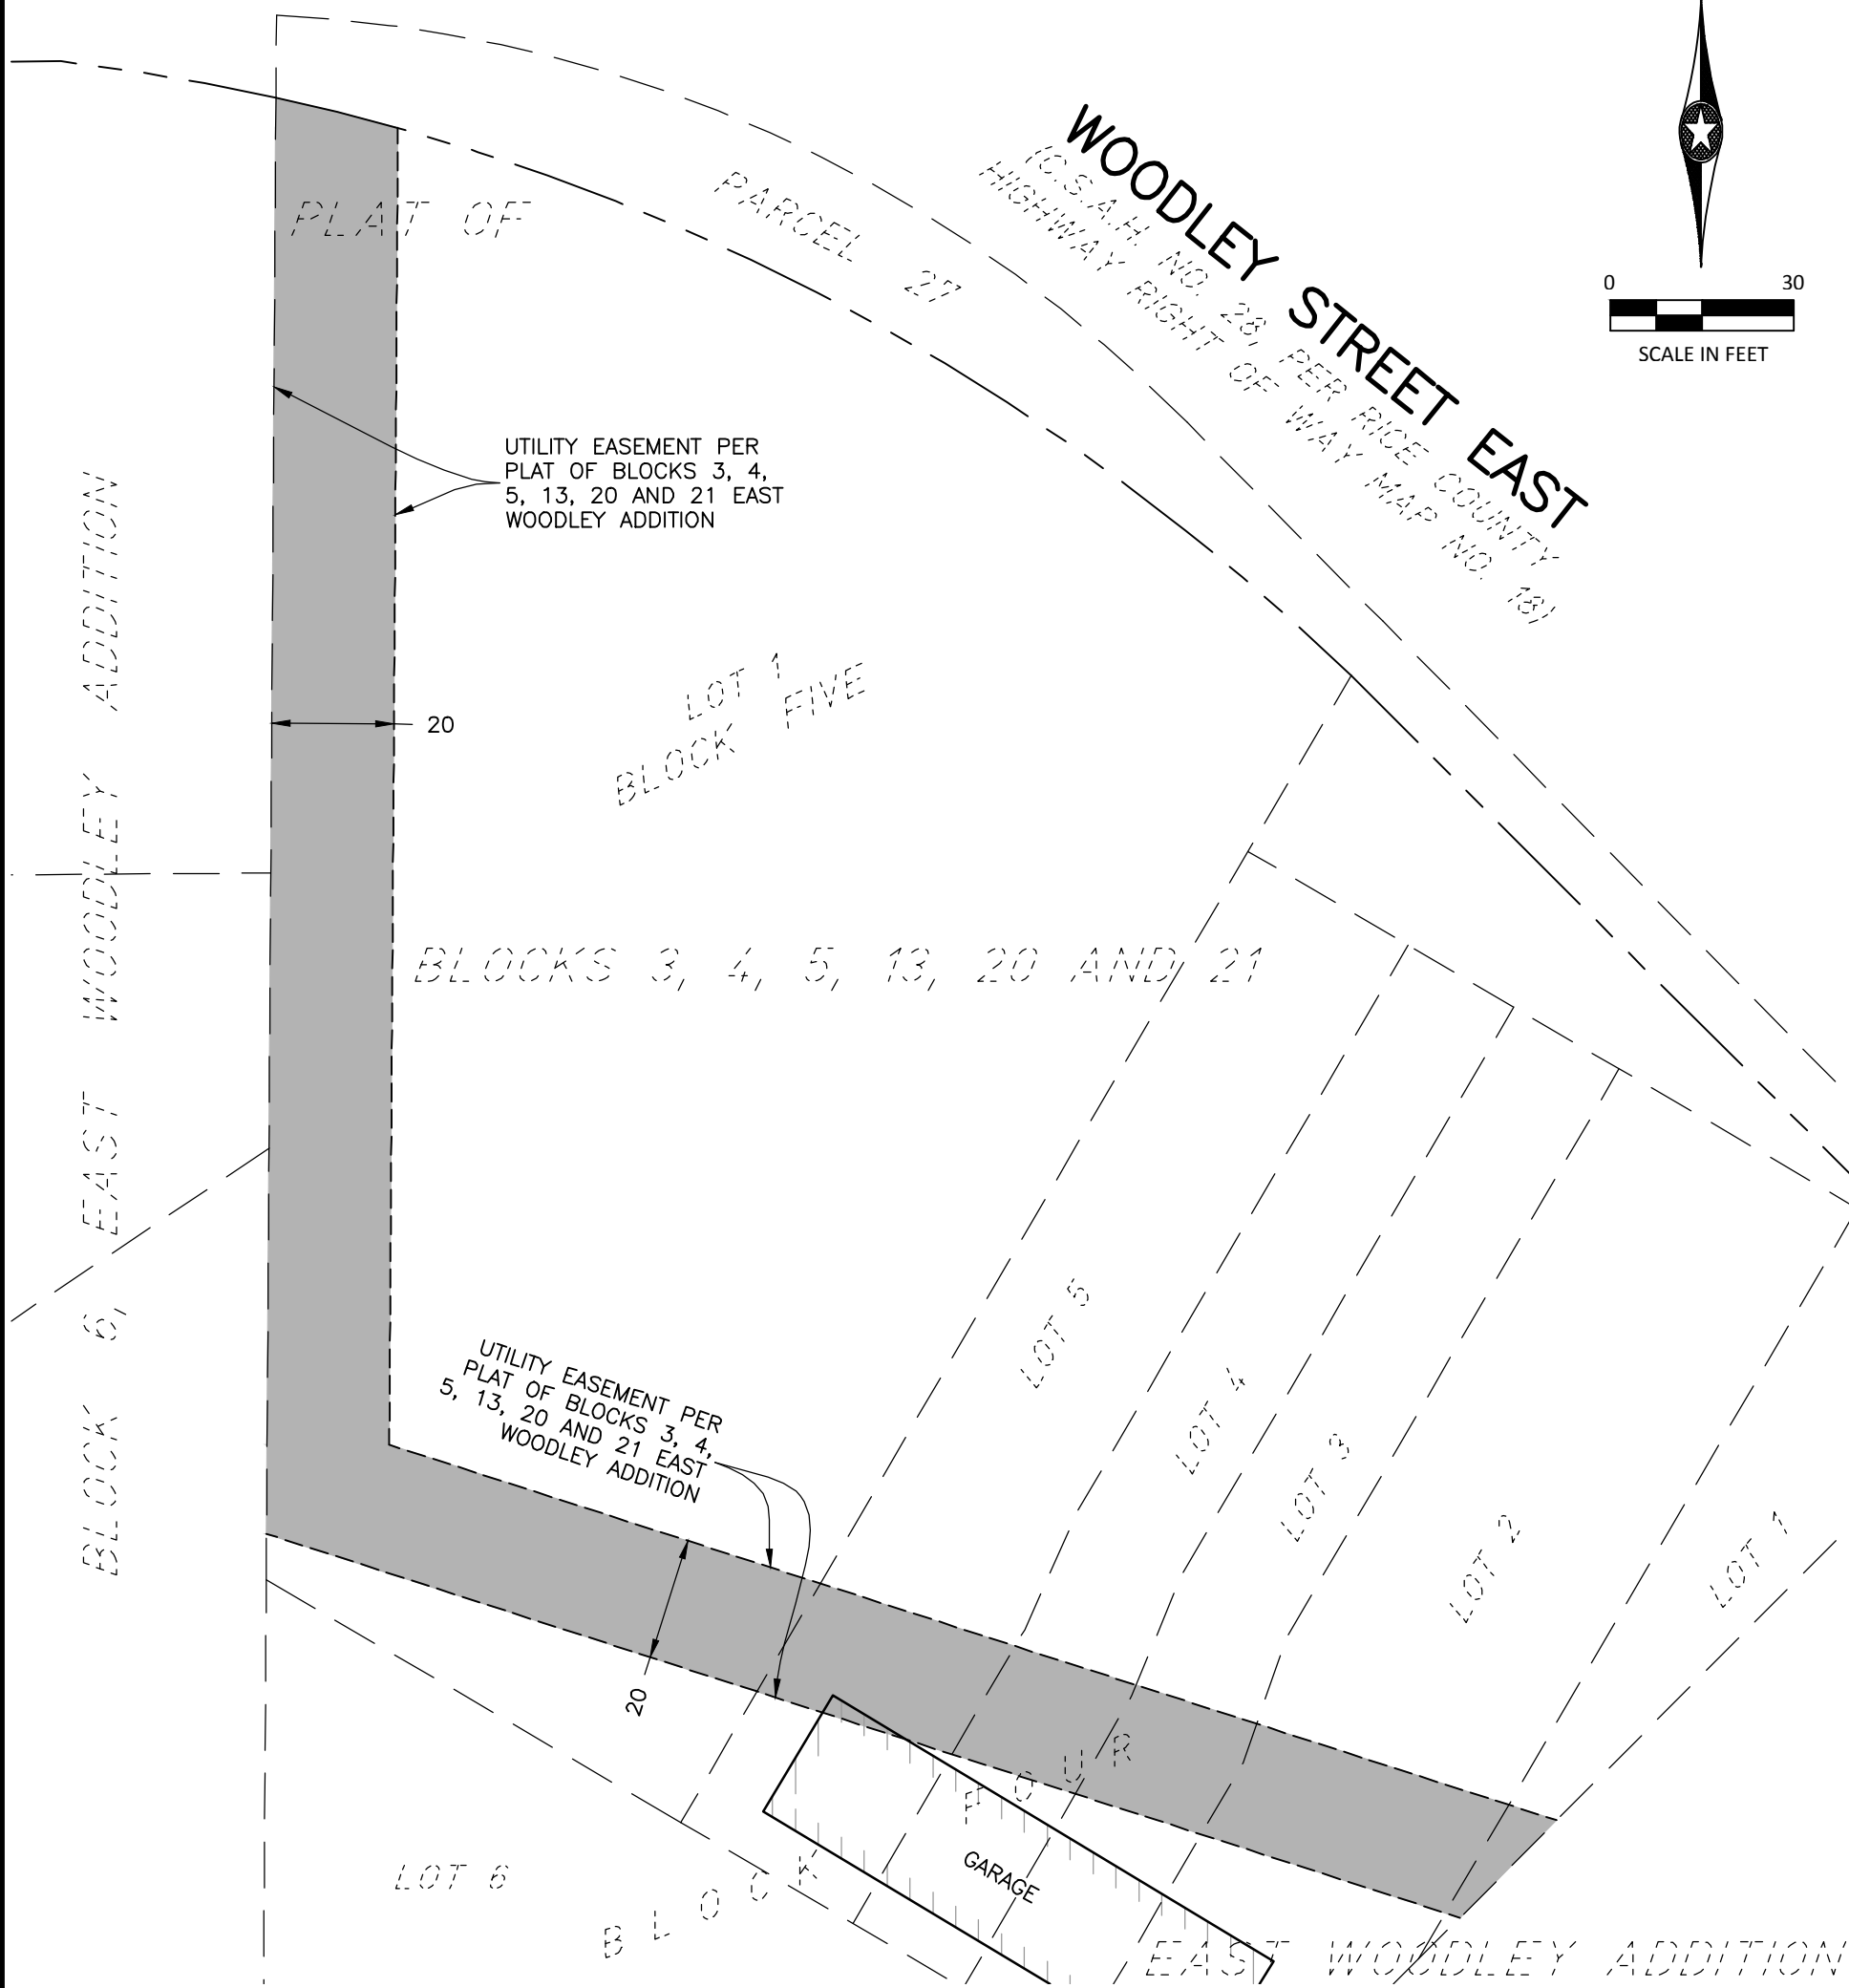 WOODLEY STREET EAST
(C.S.A.H. NO. 28, PER RICE COUNTY
HIGHWAY RIGHT OF WAY MAP NO. 18)
0 30
SCALE IN FEET
PLAT OF
PARCEL 27
UTILITY EASEMENT PER
PLAT OF BLOCKS 3, 4,
5, 13, 20 AND 21 EAST
WOODLEY ADDITION
BLOCK 6, EAST WOODLEY ADDITION
LOT 1
BLOCK FIVE
20
BLOCKS 3, 4, 5, 13, 20 AND 21
UTILITY EASEMENT PER
PLAT OF BLOCKS 3, 4,
5, 13, 20 AND 21 EAST
WOODLEY ADDITION
LOT 5
LOT 4
LOT 3
LOT 2
LOT 1
20
LOT 6
BLOCK FOUR
GARAGE
EAST WOODLEY ADDITION